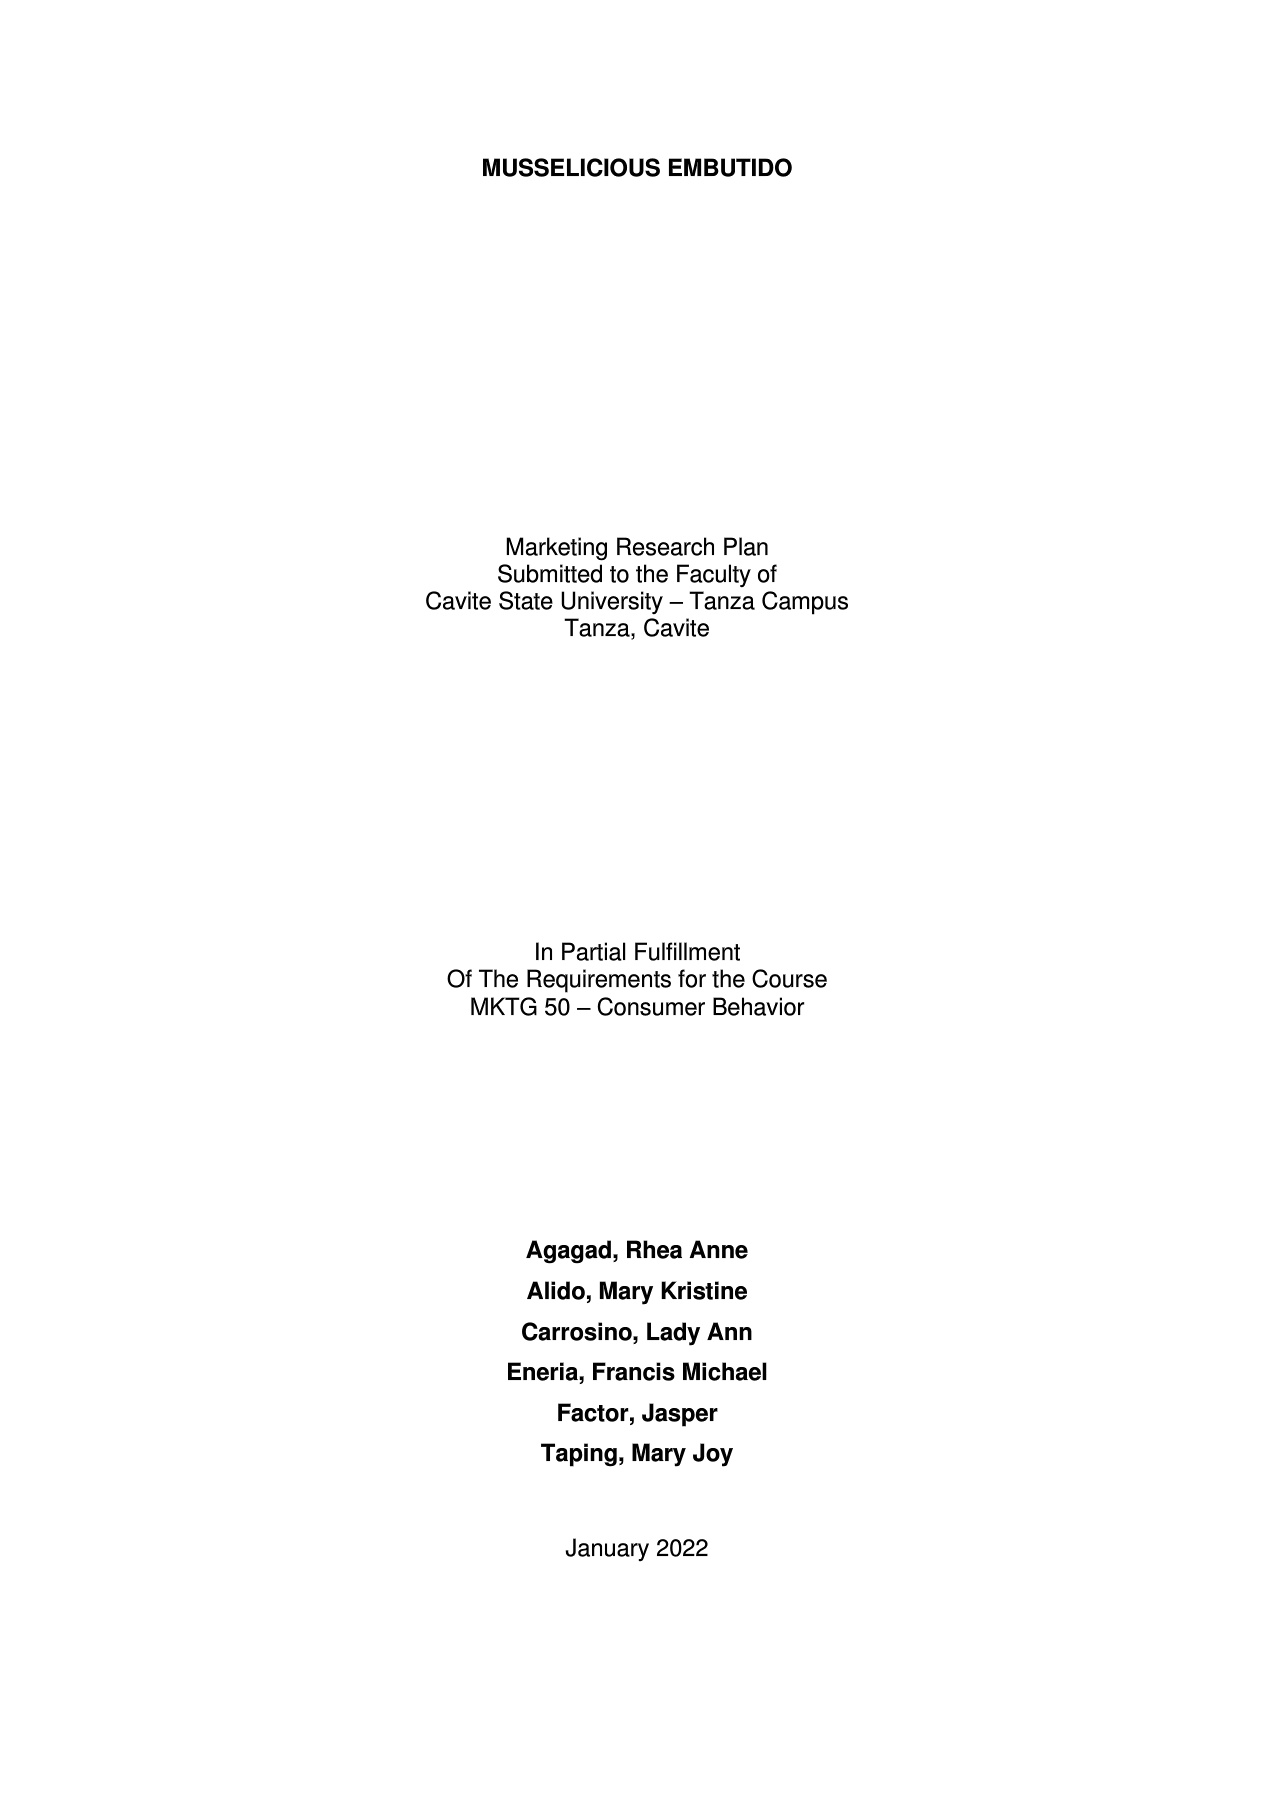 MUSSELICIOUS EMBUTIDO
Marketing Research Plan
Submitted to the Faculty of
Cavite State University – Tanza Campus
Tanza, Cavite
In Partial Fulfillment
Of The Requirements for the Course
MKTG 50 – Consumer Behavior
Agagad, Rhea Anne
Alido, Mary Kristine
Carrosino, Lady Ann
Eneria, Francis Michael
Factor, Jasper
Taping, Mary Joy
January 2022